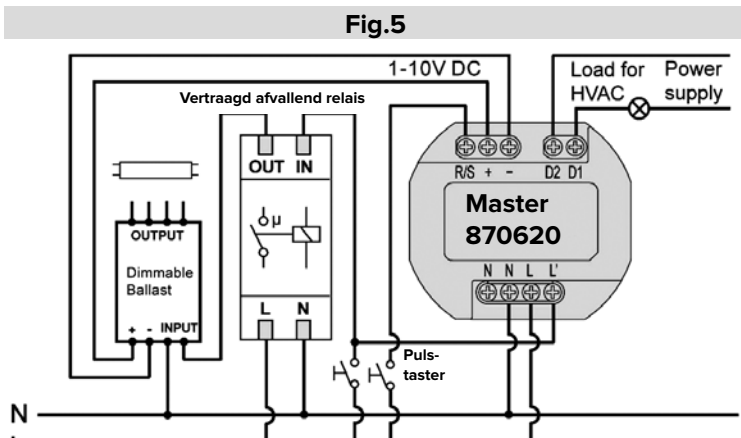 Fig.5
1-10V DC
Load for HVAC
Power supply
Vertraagd afvallend relais
OUT IN
R/S + - D2 D1
Master
870620
OUTPUT
Dimmable
Ballast
μ
N N L L'
L N
+ - INPUT
Puls-
taster
N